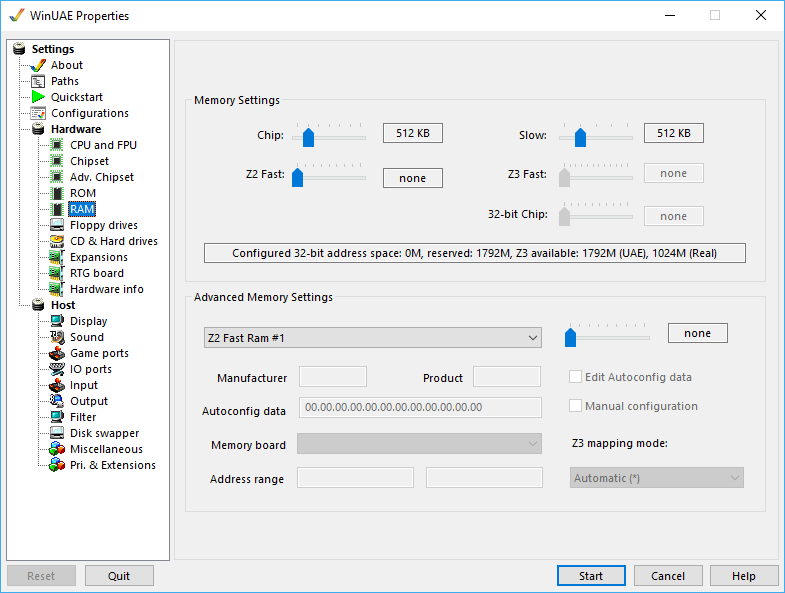 WinUAE Properties
Settings
About
Paths
Quickstart
Configurations
Hardware
CPU and FPU
Chipset
Adv. Chipset
ROM
RAM
Floppy drives
CD & Hard drives
Expansions
RTG board
Hardware info
Host
Display
Sound
Game ports
IO ports
Input
Output
Filter
Disk swapper
Miscellaneous
Pri. & Extensions
Memory Settings
Chip: 512 KB Slow: 512 KB
Z2 Fast: none Z3 Fast: none
32-bit Chip: none
Configured 32-bit address space: 0M, reserved: 1792M, Z3 available: 1792M (UAE), 1024M (Real)
Advanced Memory Settings
Z2 Fast Ram #1 none
Manufacturer Product Edit Autoconfig data
Autoconfig data 00.00.00.00.00.00.00.00.00.00.00.00 Manual configuration
Memory board Z3 mapping mode:
Address range Automatic (*)
Reset Quit Start Cancel Help